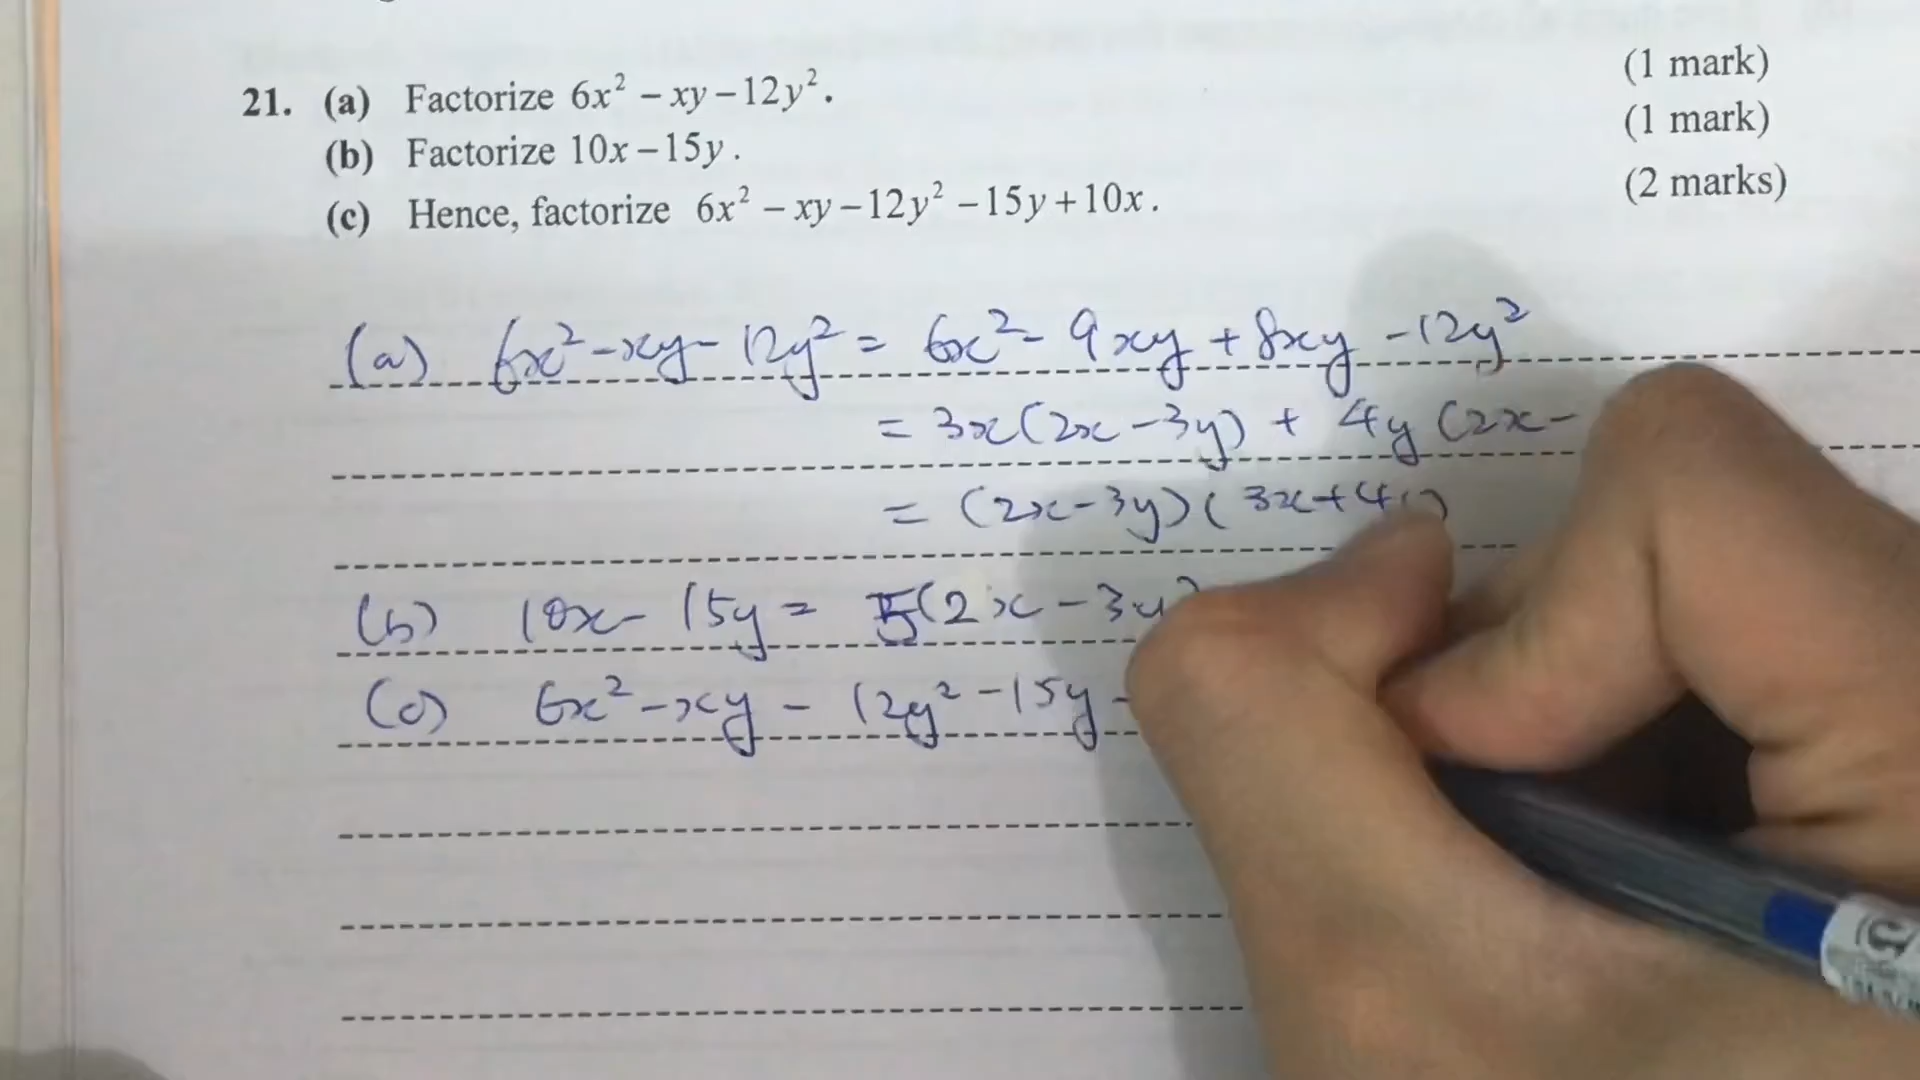 21. (a) Factorize 6x² – xy – 12y². (1 mark)
(b) Factorize 10x – 15y. (1 mark)
(c) Hence, factorize 6x² – xy – 12y² – 15y + 10x. (2 marks)
(a) 6x² – xy – 12y² = 6x² – 9xy + 8xy – 12y²
= 3x(2x – 3y) + 4y (2x –
= (2x – 3y)(3x + 4
(b) 10x – 15y = 5(2x – 3y)
(c) 6x² – xy – 12y² – 15y